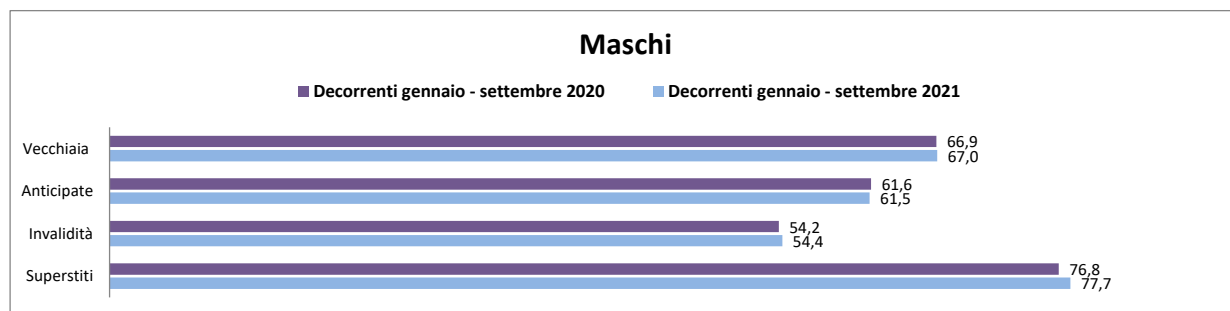 Maschi
Decorrenti gennaio - settembre 2020 Decorrenti gennaio - settembre 2021
Vecchiaia 66,9
67,0
Anticipate 61,6
61,5
Invalidità 54,2
54,4
Superstiti 76,8
77,7